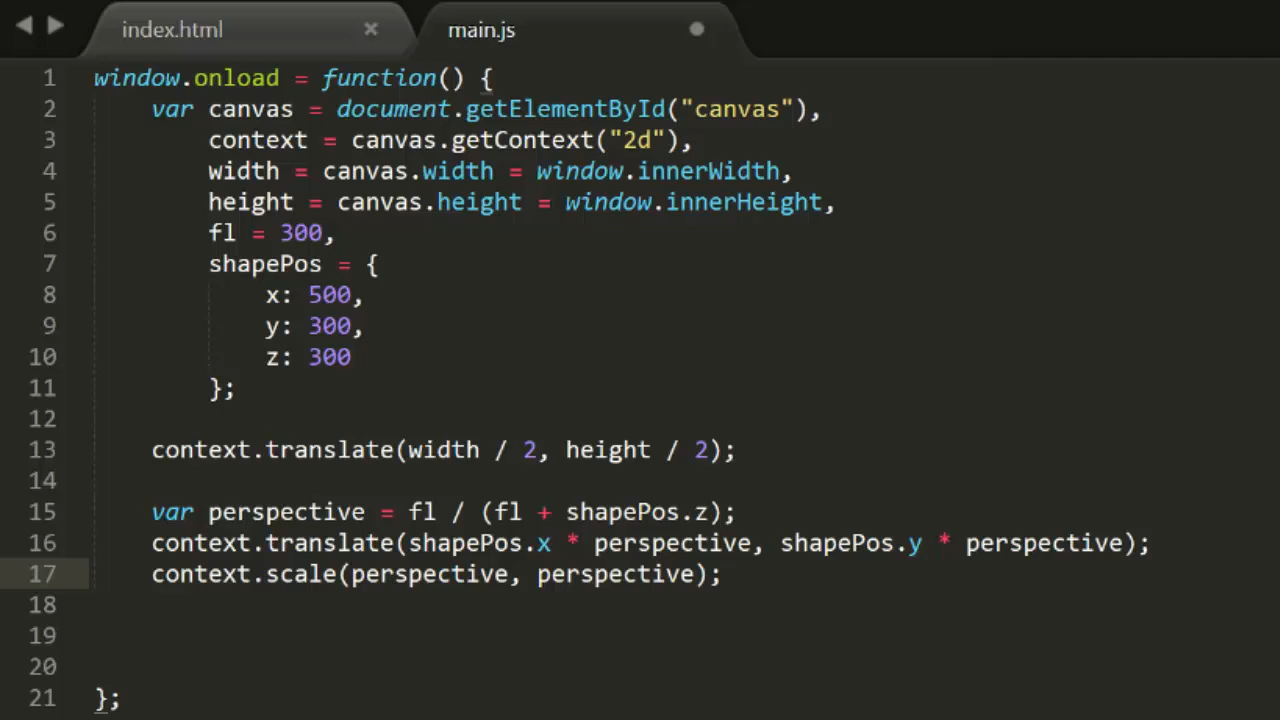 index.html
main.js
1 window.onload = function() {
2 var canvas = document.getElementById("canvas"),
3 context = canvas.getContext("2d"),
4 width = canvas.width = window.innerWidth,
5 height = canvas.height = window.innerHeight,
6 fl = 300,
7 shapePos = {
8 x: 500,
9 y: 300,
10 z: 300
11 };
12
13 context.translate(width / 2, height / 2);
14
15 var perspective = fl / (fl + shapePos.z);
16 context.translate(shapePos.x * perspective, shapePos.y * perspective);
17 context.scale(perspective, perspective);
18
19
20
21 };